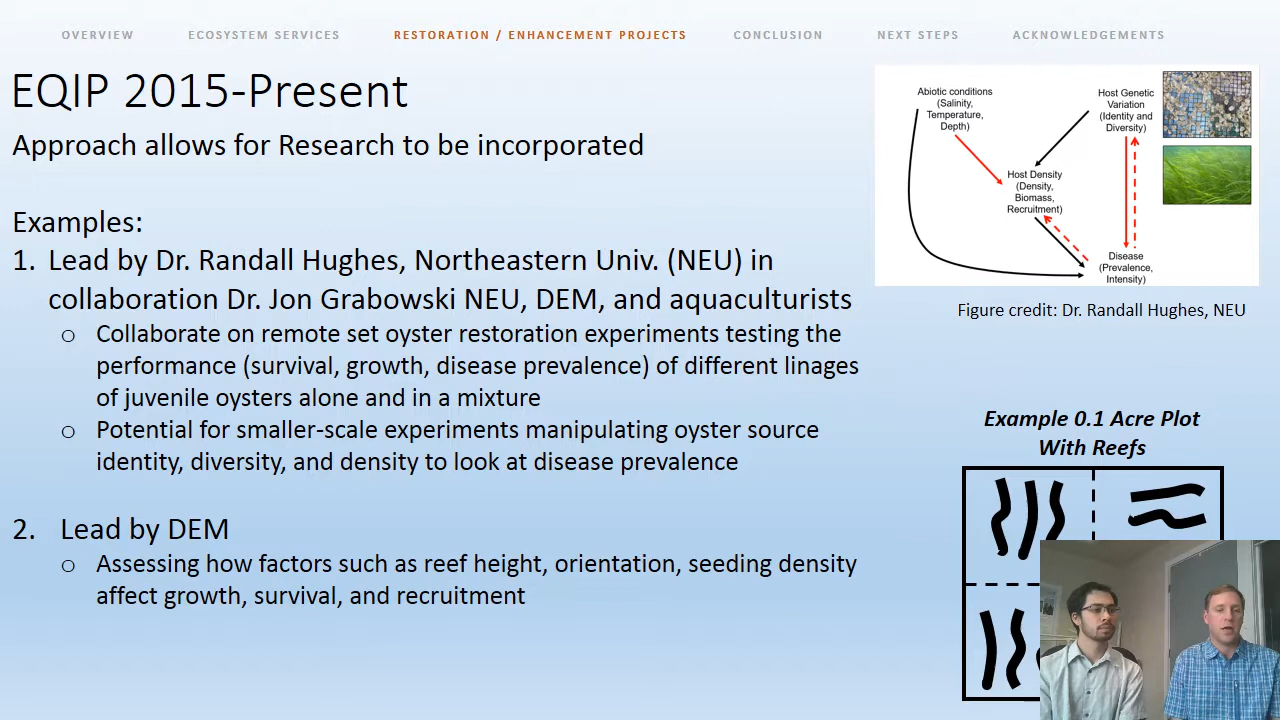 OVERVIEW
ECOSYSTEM SERVICES
RESTORATION / ENHANCEMENT PROJECTS
CONCLUSION
NEXT STEPS
ACKNOWLEDGEMENTS
EQIP 2015-Present
Approach allows for Research to be incorporated
Examples:
1. Lead by Dr. Randall Hughes, Northeastern Univ. (NEU) in
collaboration Dr. Jon Grabowski NEU, DEM, and aquaculturists
o Collaborate on remote set oyster restoration experiments testing the
performance (survival, growth, disease prevalence) of different linages
of juvenile oysters alone and in a mixture
o Potential for smaller-scale experiments manipulating oyster source
identity, diversity, and density to look at disease prevalence
2. Lead by DEM
o Assessing how factors such as reef height, orientation, seeding density
affect growth, survival, and recruitment
Abiotic conditions
(Salinity,
Temperature,
Depth)
Host Genetic
Variation
(Identity and
Diversity)
Host Density
(Density,
Biomass,
Recruitment)
Disease
(Prevalence,
Intensity)
Figure credit: Dr. Randall Hughes, NEU
Example 0.1 Acre Plot
With Reefs